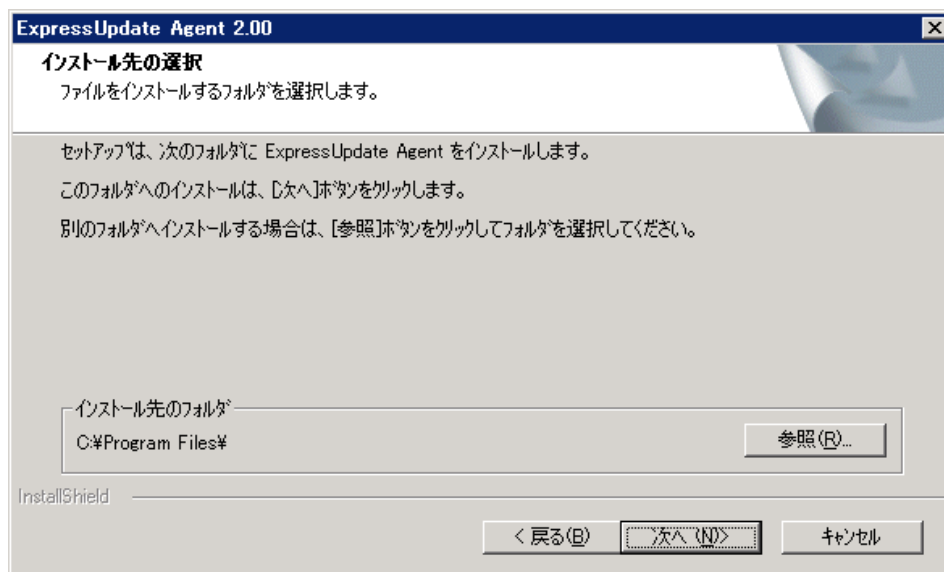 ExpressUpdate Agent 2.00
インストール先の選択
ファイルをインストールするフォルダを選択します。
セットアップは、次のフォルダに ExpressUpdate Agent をインストールします。
このフォルダへのインストールは、[次へ]ボタンをクリックします。
別のフォルダへインストールする場合は、[参照]ボタンをクリックしてフォルダを選択してください。
インストール先のフォルダ
C:¥Program Files¥
参照(R)...
InstallShield
< 戻る(B)
次へ (N)>
キャンセル